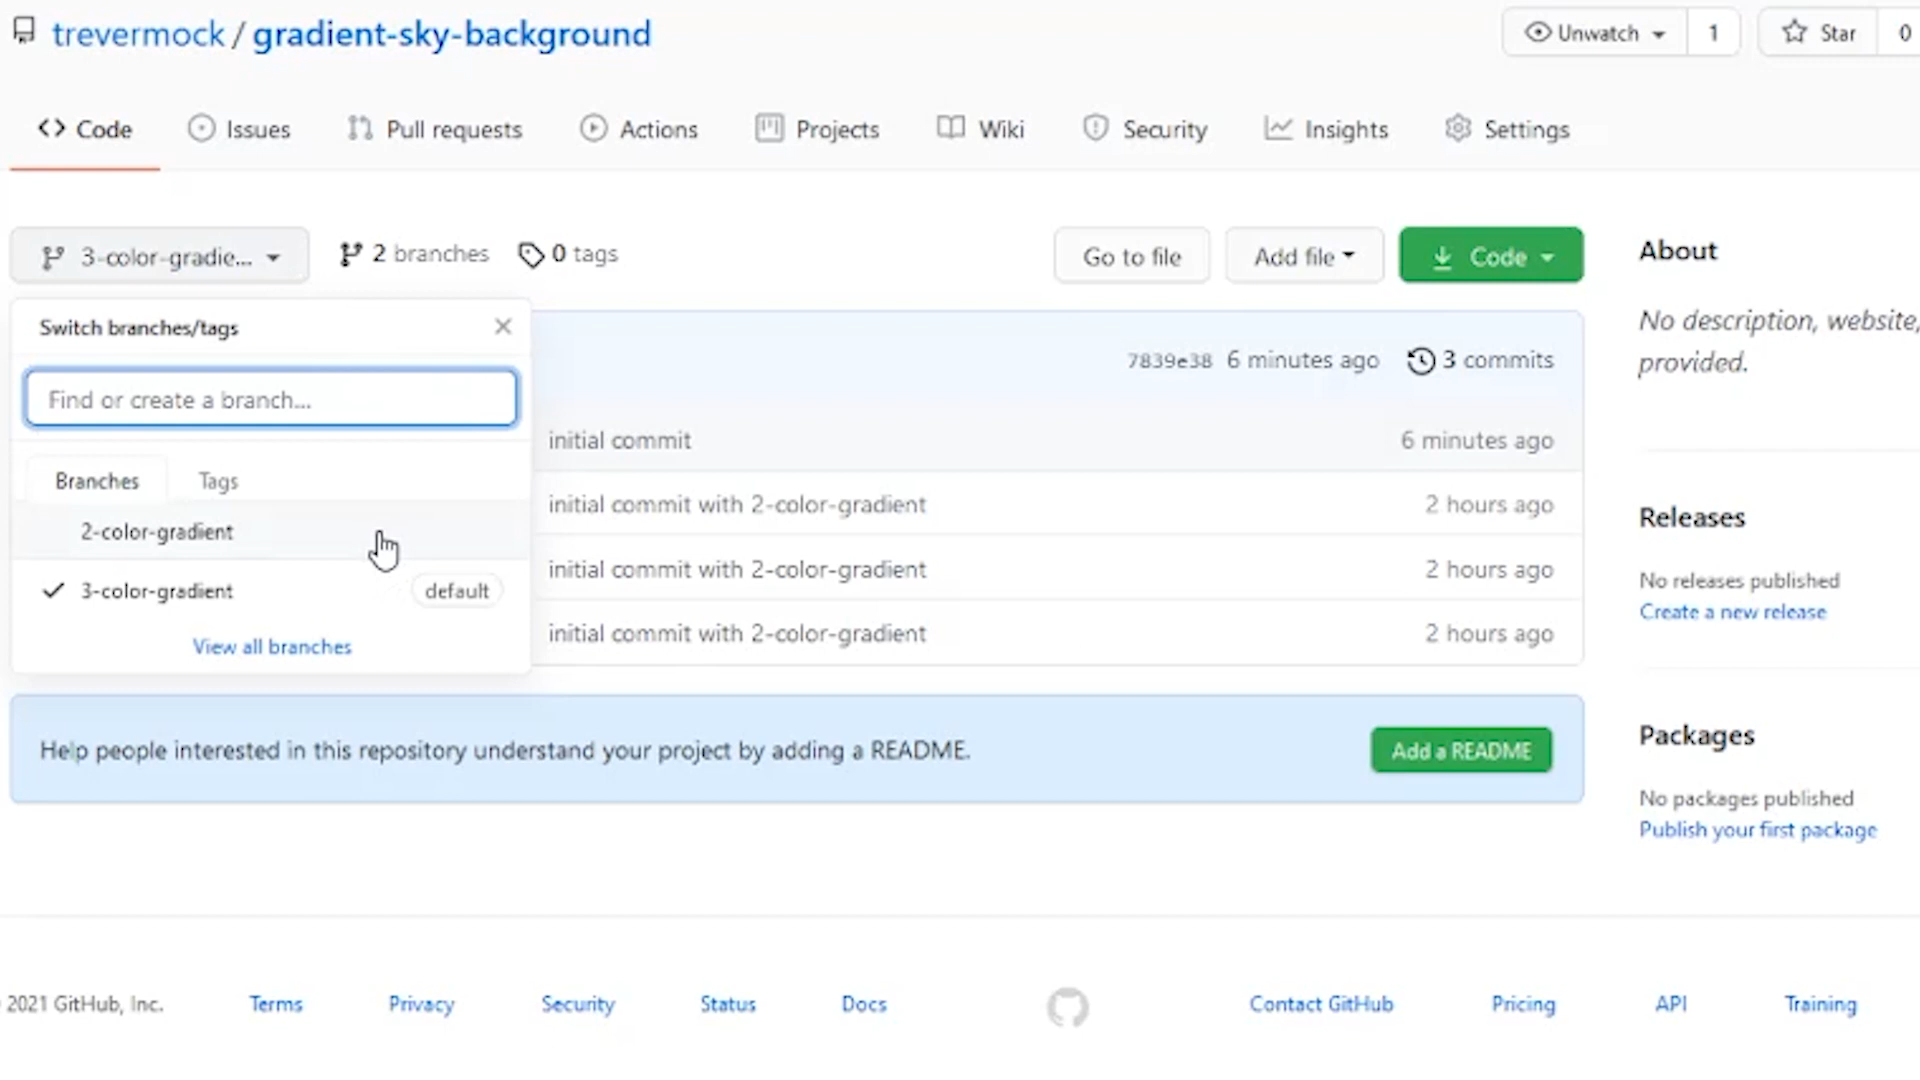 trevermock / gradient-sky-background
Unwatch 1 Star 0
Code Issues Pull requests Actions Projects Wiki Security Insights Settings
3-color-gradie... 2 branches 0 tags Go to file Add file Code
Switch branches/tags
Find or create a branch...
Branches Tags
2-color-gradient
3-color-gradient default
View all branches
7839e38 6 minutes ago 3 commits
initial commit 6 minutes ago
initial commit with 2-color-gradient 2 hours ago
initial commit with 2-color-gradient 2 hours ago
initial commit with 2-color-gradient 2 hours ago
Help people interested in this repository understand your project by adding a README. Add a README
About
No description, website,
provided.
Releases
No releases published
Create a new release
Packages
No packages published
Publish your first package
2021 GitHub, Inc. Terms Privacy Security Status Docs Contact GitHub Pricing API Training